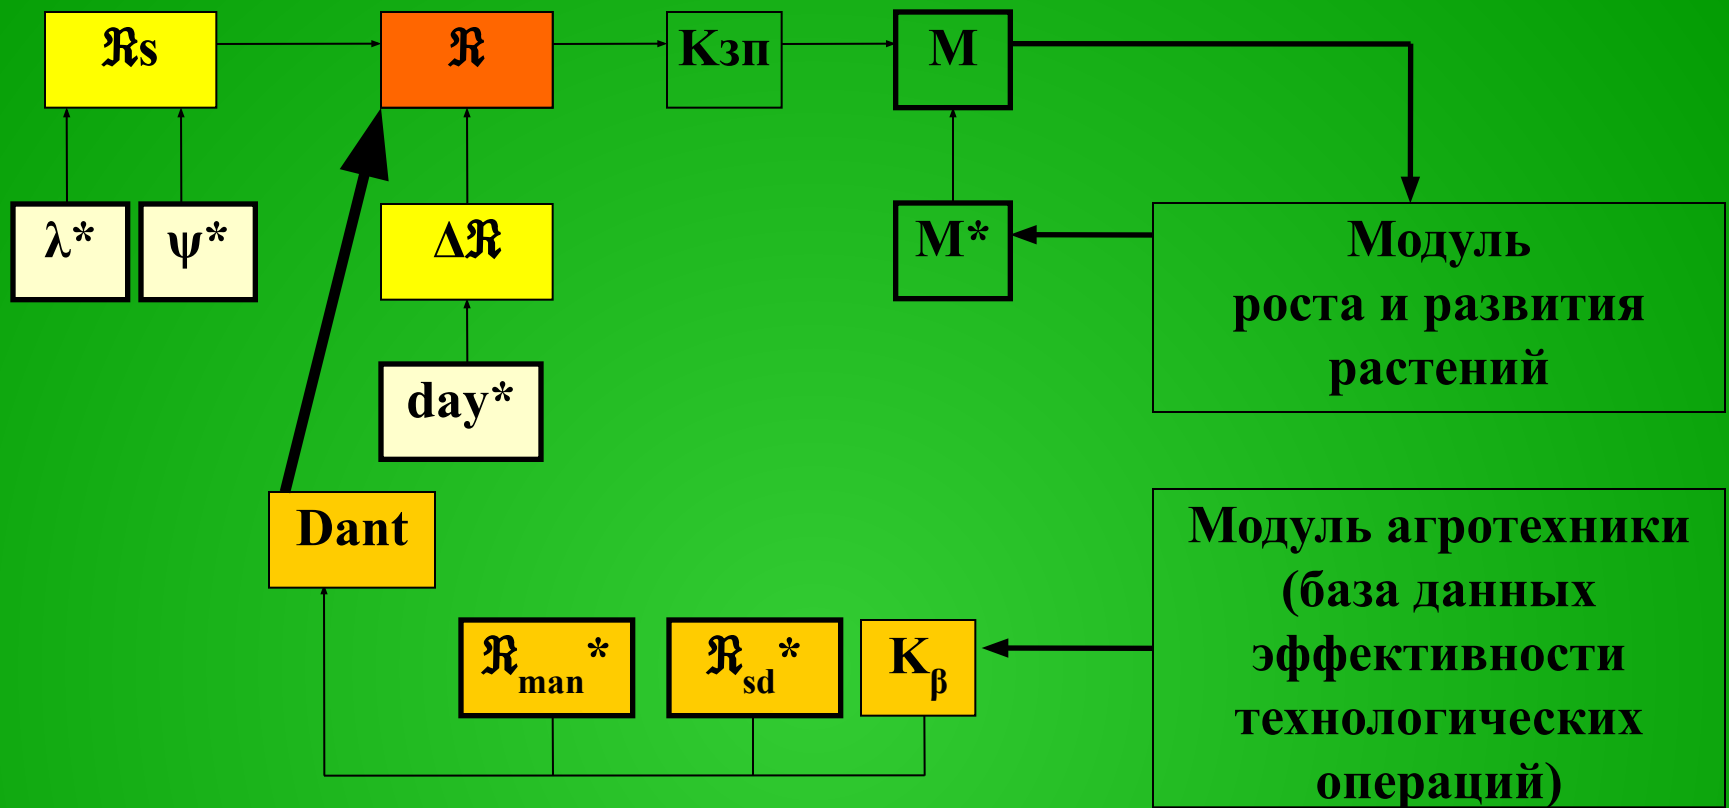 ℜs
ℜ
Kзп
M
λ*
ψ*
Δℜ
M*
Модуль
роста и развития
растений
day*
Dant
Модуль агротехники
(база данных
эффективности
технологических
операций)
ℜman*
ℜsd*
Kβ